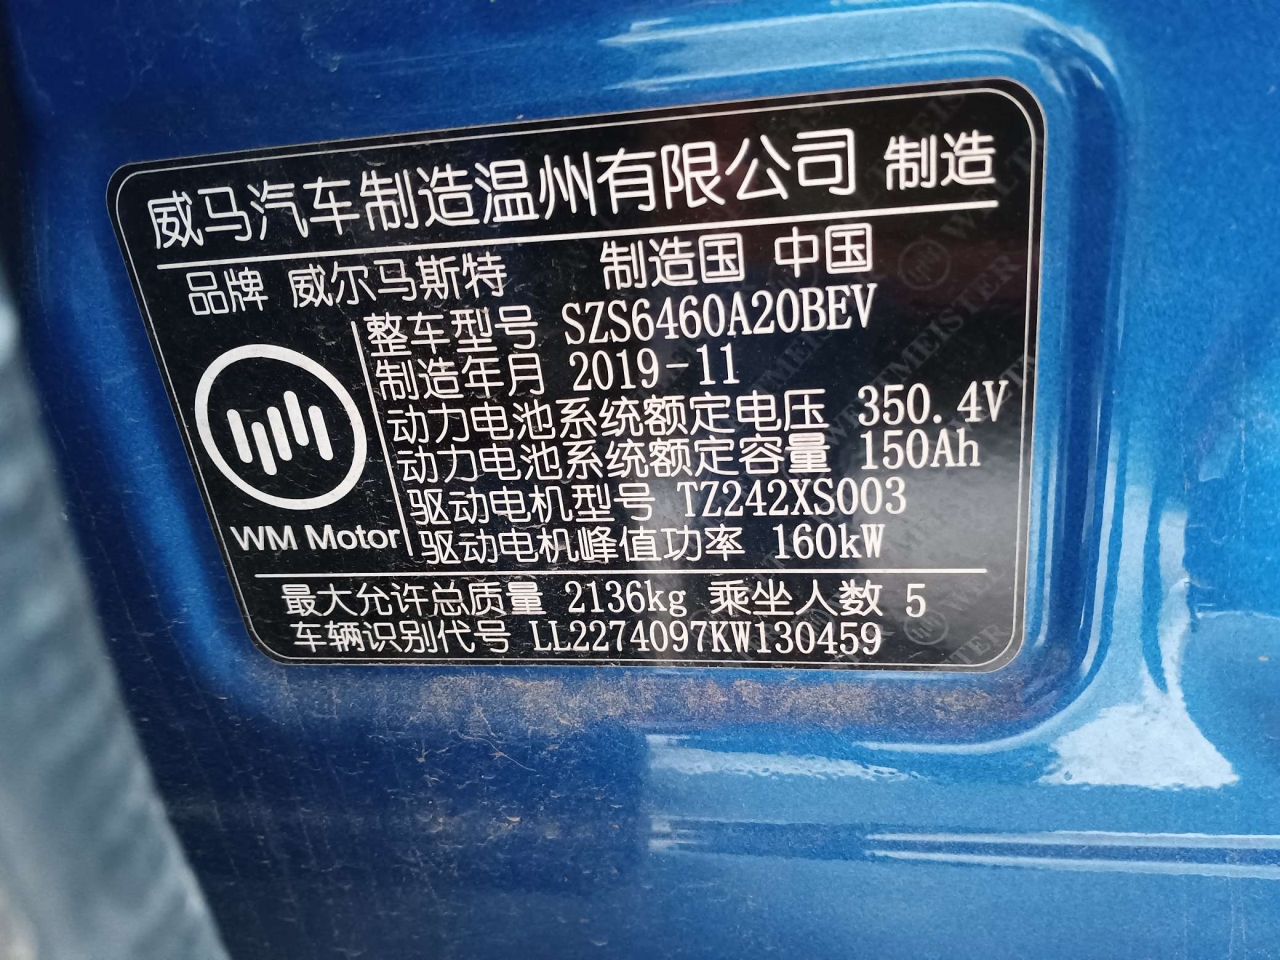 威马汽车制造温州有限公司 制造
品牌 威尔马斯特 制造国 中国
整车型号 SZS6460A20BEV
制造年月 2019-11
动力电池系统额定电压 350.4V
动力电池系统额定容量 150Ah
驱动电机型号 TZ242XS003
驱动电机峰值功率 160kW
WM Motor
最大允许总质量 2136kg 乘坐人数 5
车辆识别代号 LL2274097KW130459